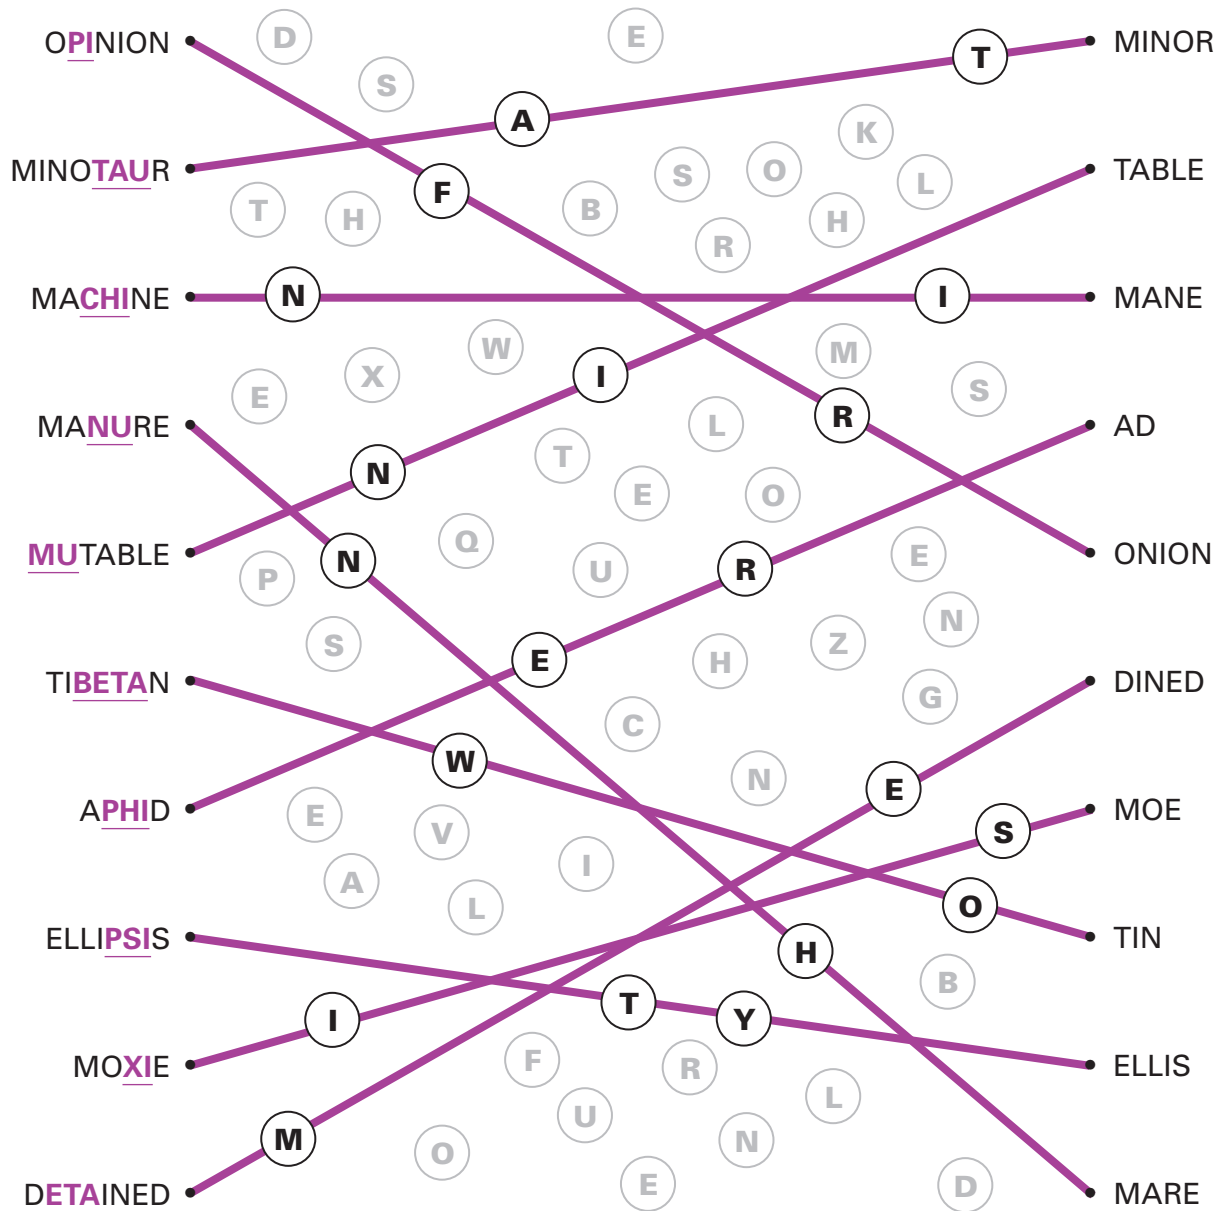 OPINION D E MINOR
S T
A K
MINOTAUR S O L TABLE
T H F B R H
MACHINE N I MANE
W M
E X I S
MANURE L R AD
T
N E O
MUTABLE Q E ONION
P N U R
S H Z N
TIBETAN E G DINED
C
W N E
APHID E V S MOE
A L I O
ELLIPSIS H TIN
B
I T Y
MOXIE F R ELLIS
U L
M O N
DETAINED E D MARE